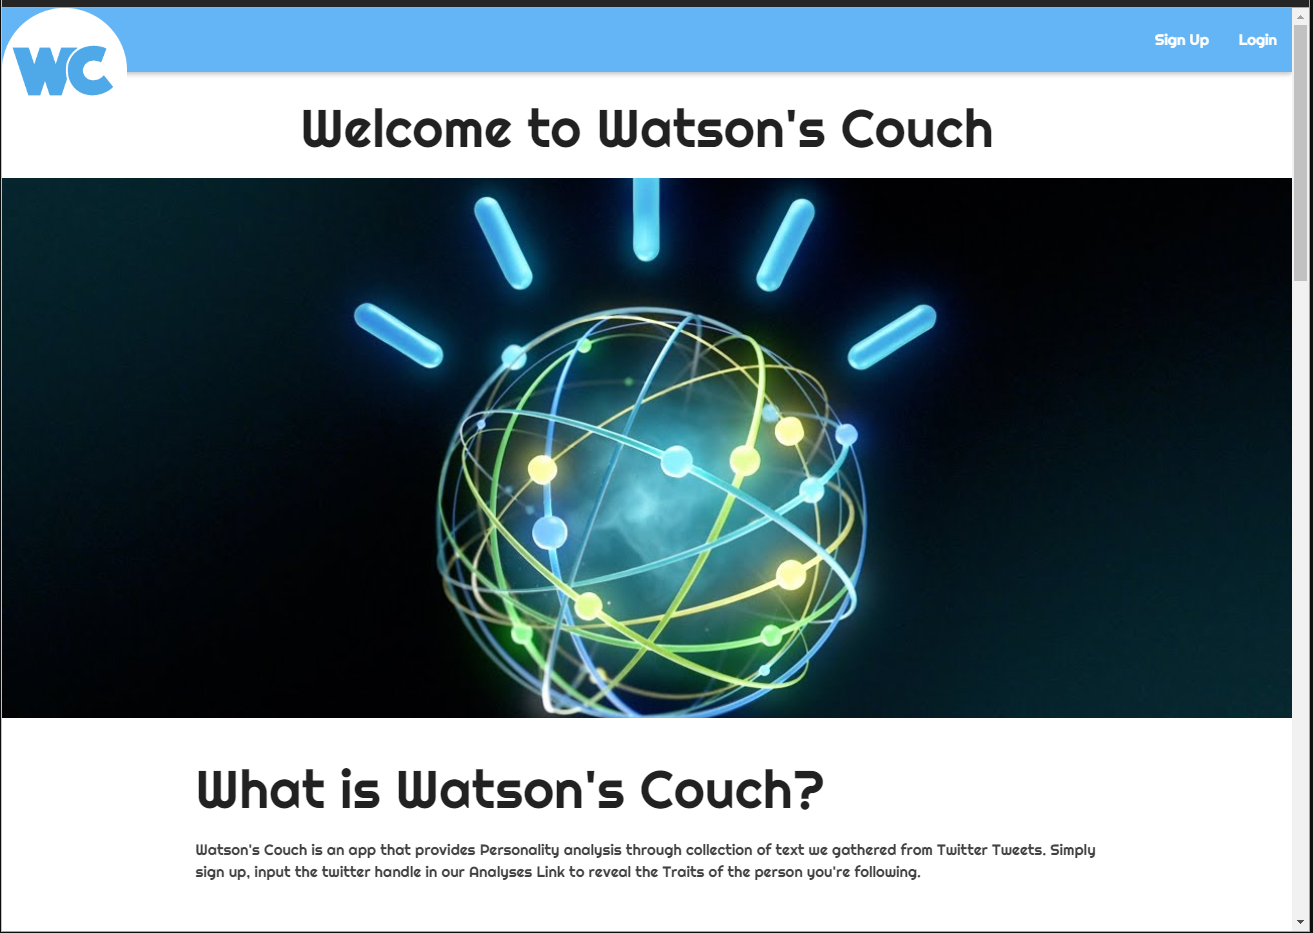 WC
Sign Up Login
Welcome to Watson's Couch
What is Watson's Couch?
Watson's Couch is an app that provides Personality analysis through collection of text we gathered from Twitter Tweets. Simply
sign up, input the twitter handle in our Analyses Link to reveal the Traits of the person you're following.